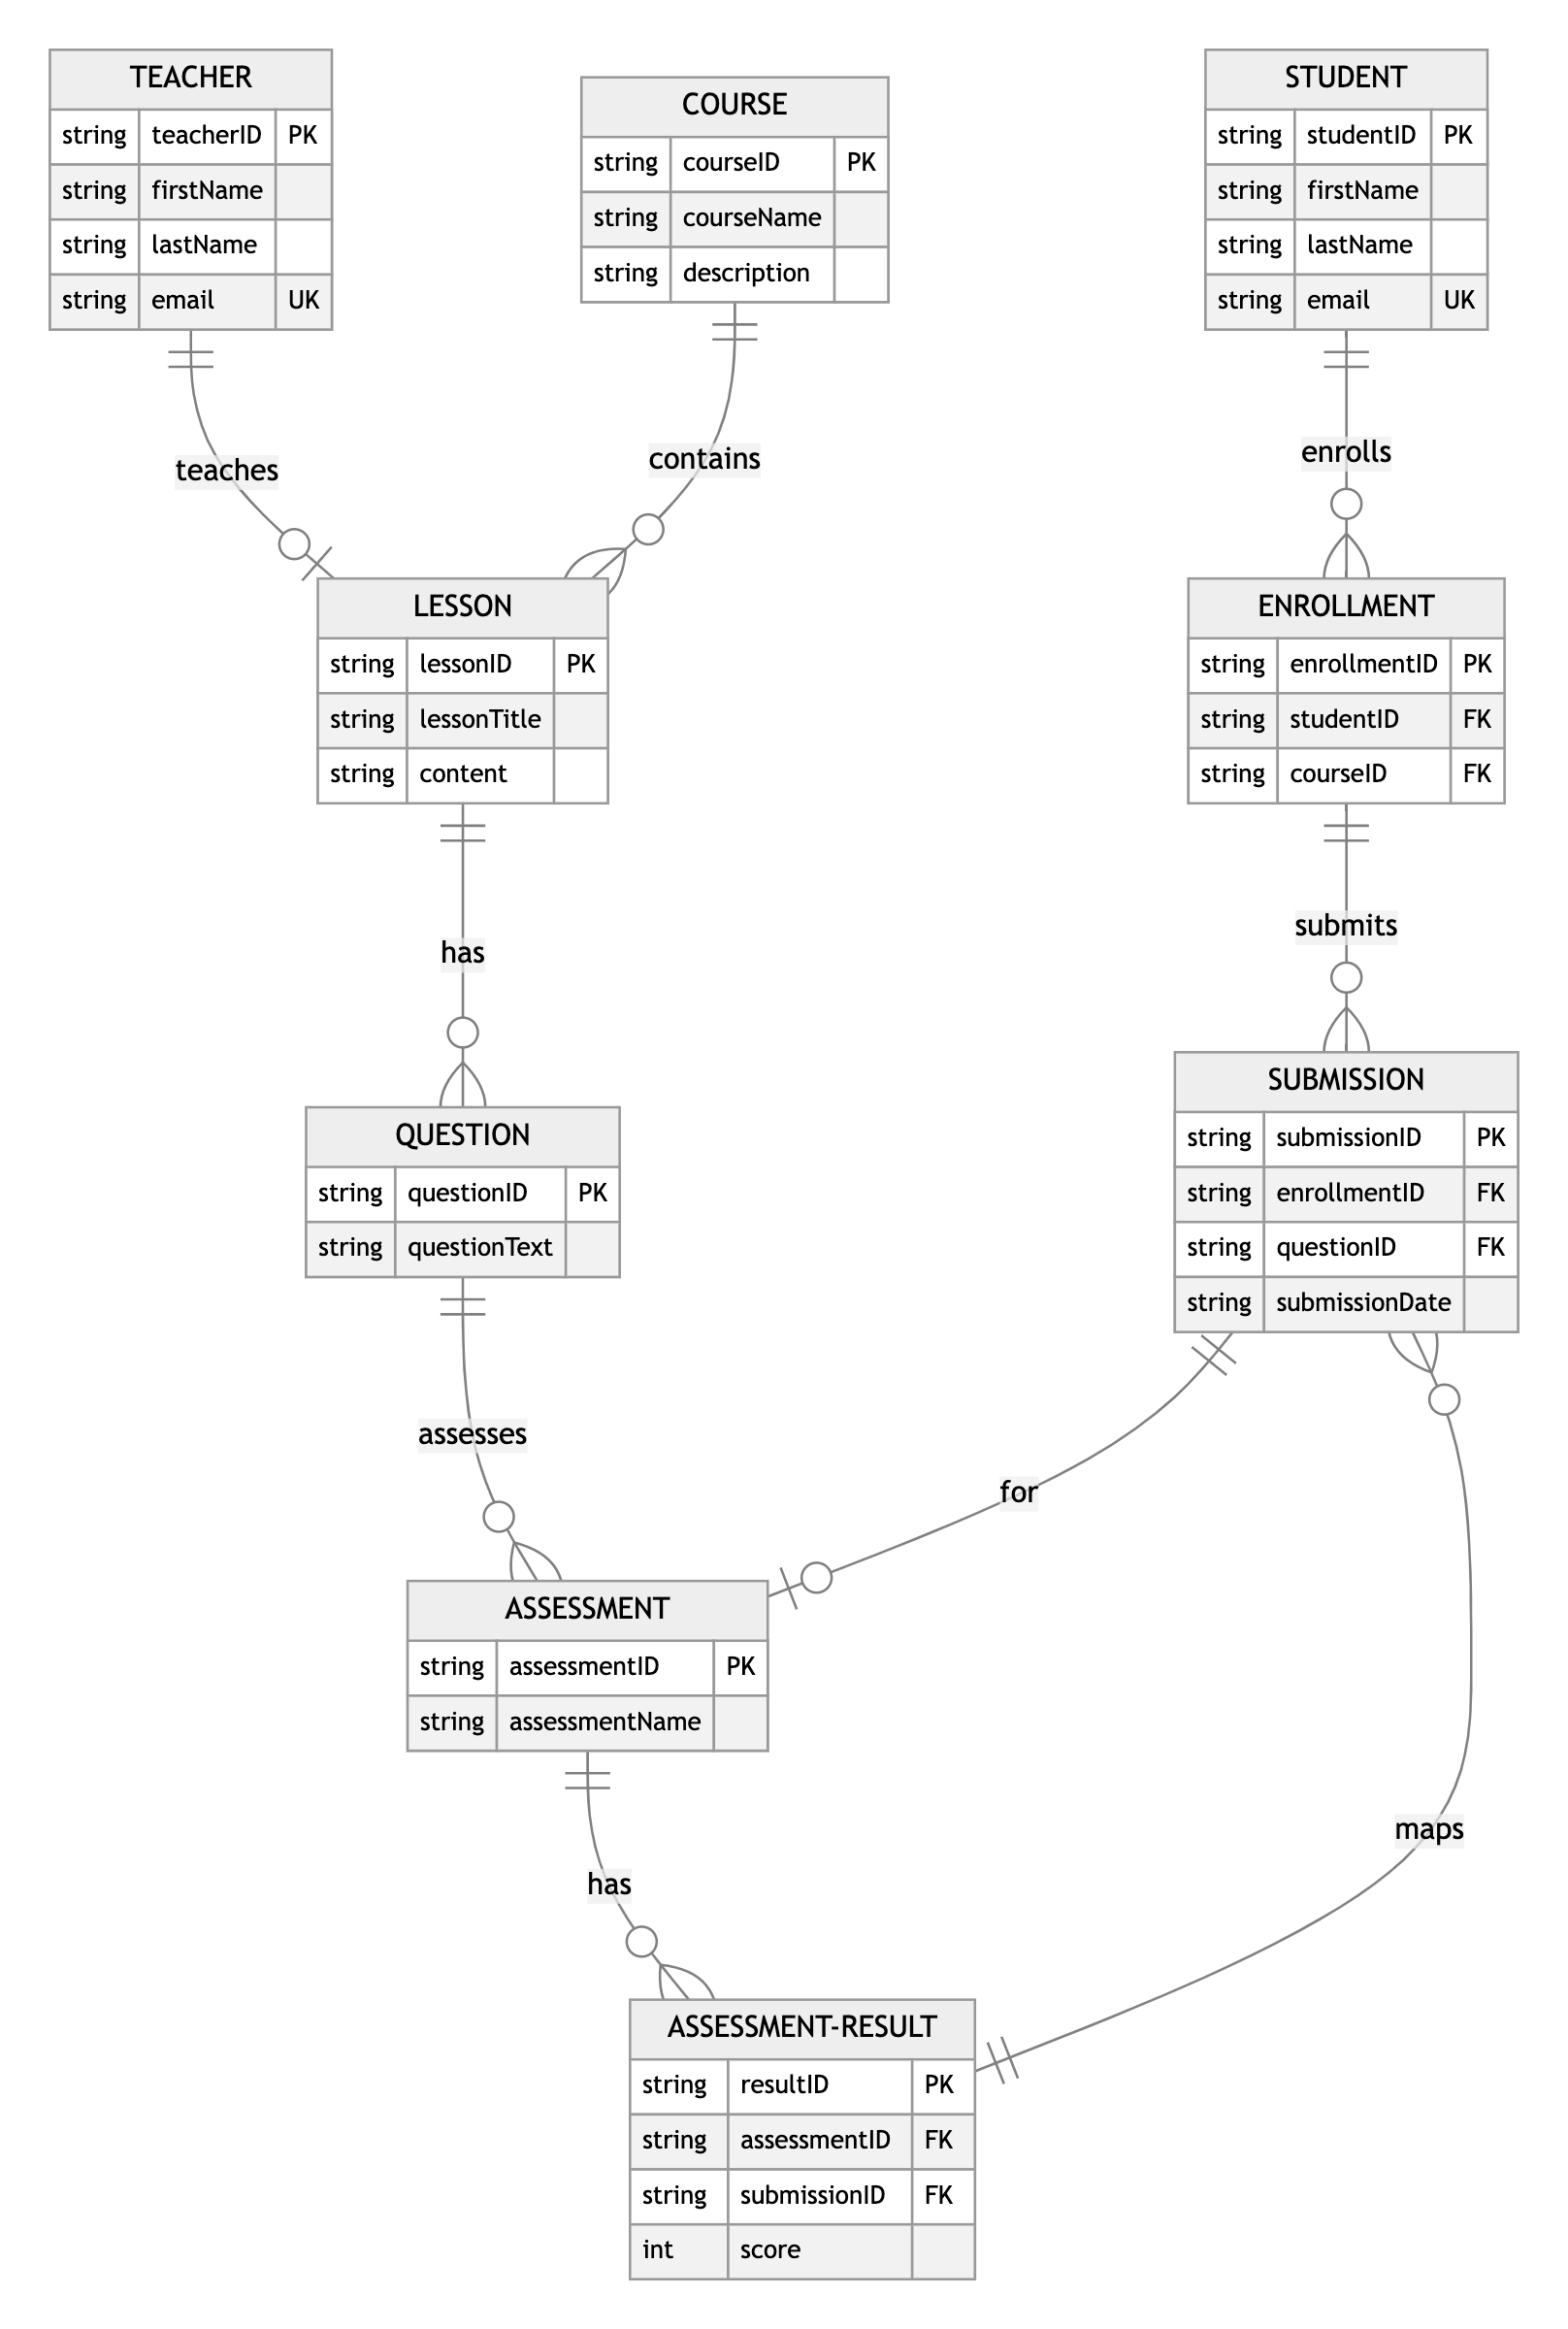 TEACHER
string teacherID PK
string firstName
string lastName
string email UK
COURSE
string courseID PK
string courseName
string description
STUDENT
string studentID PK
string firstName
string lastName
string email UK
teaches
contains
enrolls
LESSON
string lessonID PK
string lessonTitle
string content
ENROLLMENT
string enrollmentID PK
string studentID FK
string courseID FK
has
submits
QUESTION
string questionID PK
string questionText
SUBMISSION
string submissionID PK
string enrollmentID FK
string questionID FK
string submissionDate
assesses
for
ASSESSMENT
string assessmentID PK
string assessmentName
maps
has
ASSESSMENT-RESULT
string resultID PK
string assessmentID FK
string submissionID FK
int score